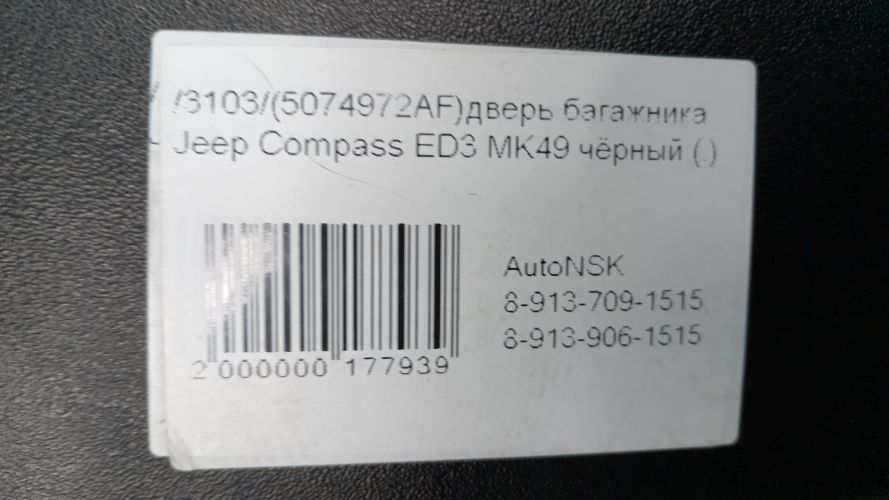 /3103/(5074972AF)дверь багажника
Jeep Compass ED3 MK49 чёрный (.)
AutoNSK
8-913-709-1515,
8-913-906-1515
2 000000 177939